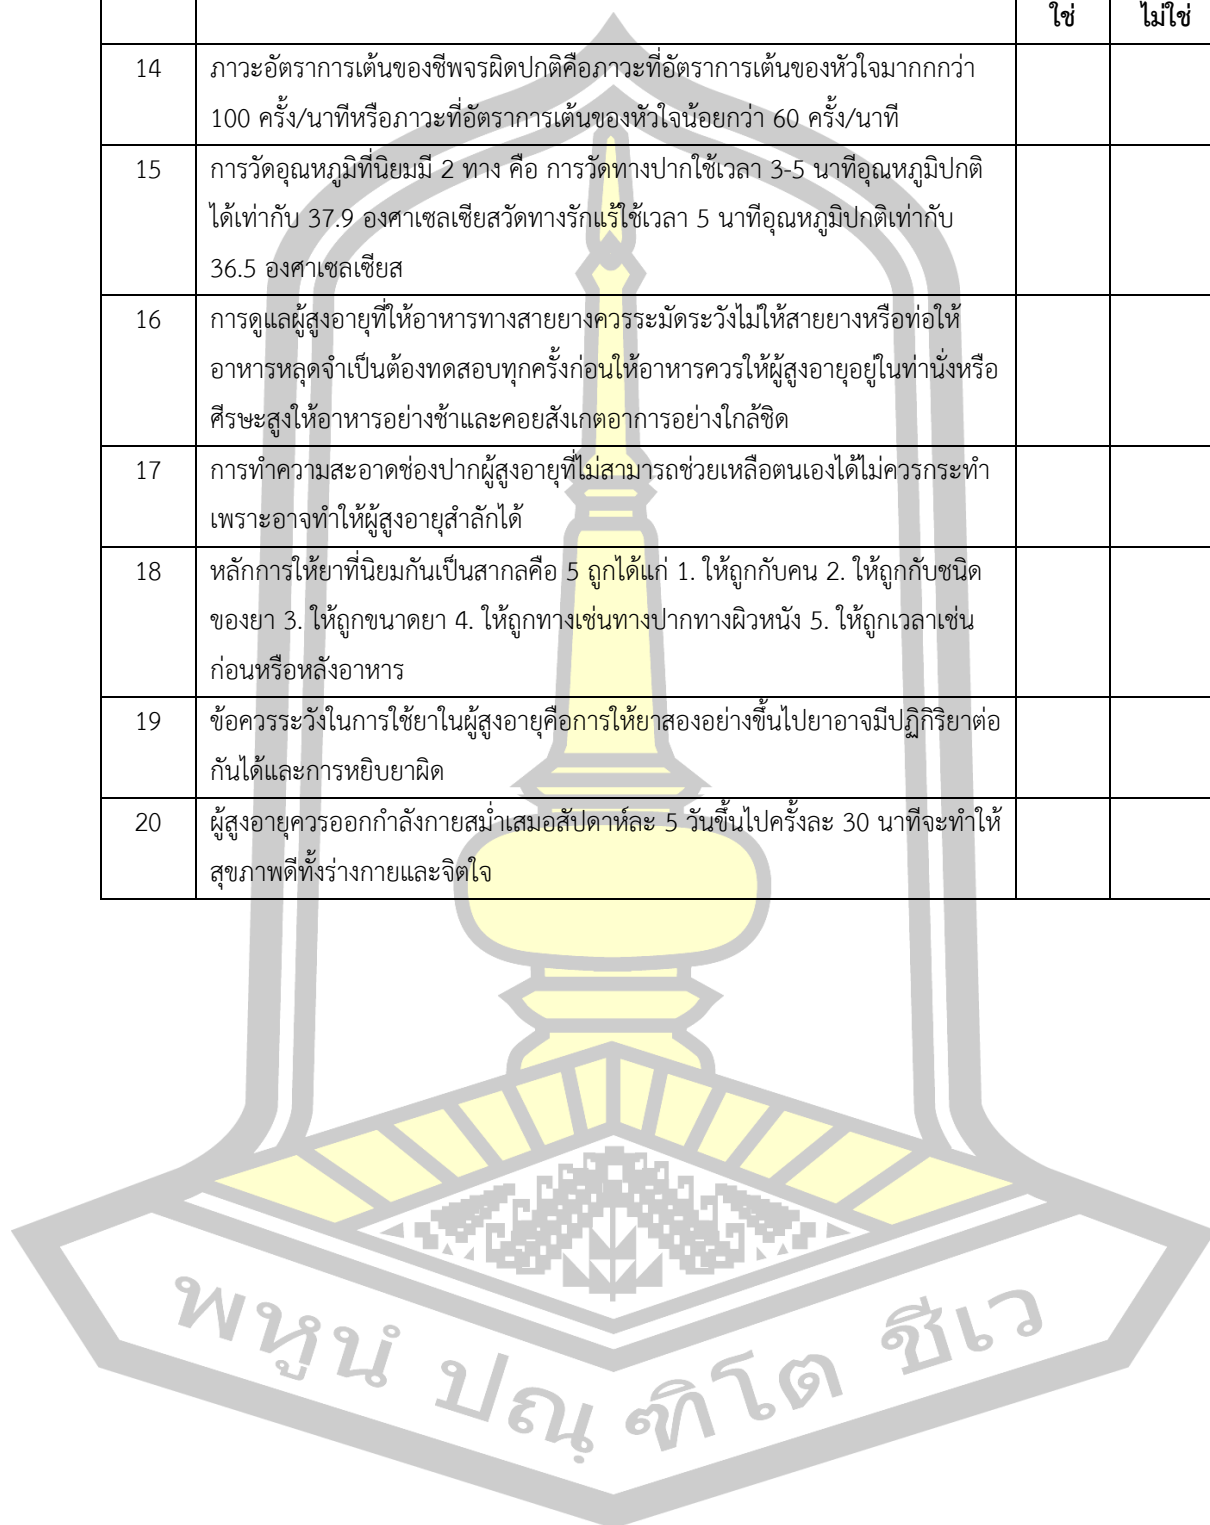 ใช่ ไม่ใช่
14 ภาวะอัตราการเต้นของชีพจรผิดปกติคือภาวะที่อัตราการเต้นของหัวใจมากกกว่า
100 ครั้ง/นาทีหรือภาวะที่อัตราการเต้นของหัวใจน้อยกว่า 60 ครั้ง/นาที
15 การวัดอุณหภูมิที่นิยมมี 2 ทาง คือ การวัดทางปากใช้เวลา 3-5 นาทีอุณหภูมิปกติ
ได้เท่ากับ 37.9 องศาเซลเซียสวัดทางรักแร้ใช้เวลา 5 นาทีอุณหภูมิปกติเท่ากับ
36.5 องศาเซลเซียส
16 การดูแลผู้สูงอายุที่ให้อาหารทางสายยางควรระมัดระวังไม่ให้สายยางหรือท่อให้
อาหารหลุดจำเป็นต้องทดสอบทุกครั้งก่อนให้อาหารควรให้ผู้สูงอายุอยู่ในท่านั่งหรือ
ศีรษะสูงให้อาหารอย่างช้าและคอยสังเกตอาการอย่างใกล้ชิด
17 การทำความสะอาดช่องปากผู้สูงอายุที่ไม่สามารถช่วยเหลือตนเองได้ไม่ควรกระทำ
เพราะอาจทำให้ผู้สูงอายุสำลักได้
18 หลักการให้ยาที่นิยมกันเป็นสากลคือ 5 ถูกได้แก่ 1. ให้ถูกกับคน 2. ให้ถูกกับชนิด
ของยา 3. ให้ถูกขนาดยา 4. ให้ถูกทางเช่นทางปากทางผิวหนัง 5. ให้ถูกเวลาเช่น
ก่อนหรือหลังอาหาร
19 ข้อควรระวังในการใช้ยาในผู้สูงอายุคือการให้ยาสองอย่างขึ้นไปยาอาจมีปฏิกิริยาต่อ
กันได้และการหยิบยาผิด
20 ผู้สูงอายุควรออกกำลังกายสม่ำเสมอสัปดาห์ละ 5 วันขึ้นไปครั้งละ 30 นาทีจะทำให้
สุขภาพดีทั้งร่างกายและจิตใจ
พหูนํ ปณฺฑิโต ชีเว